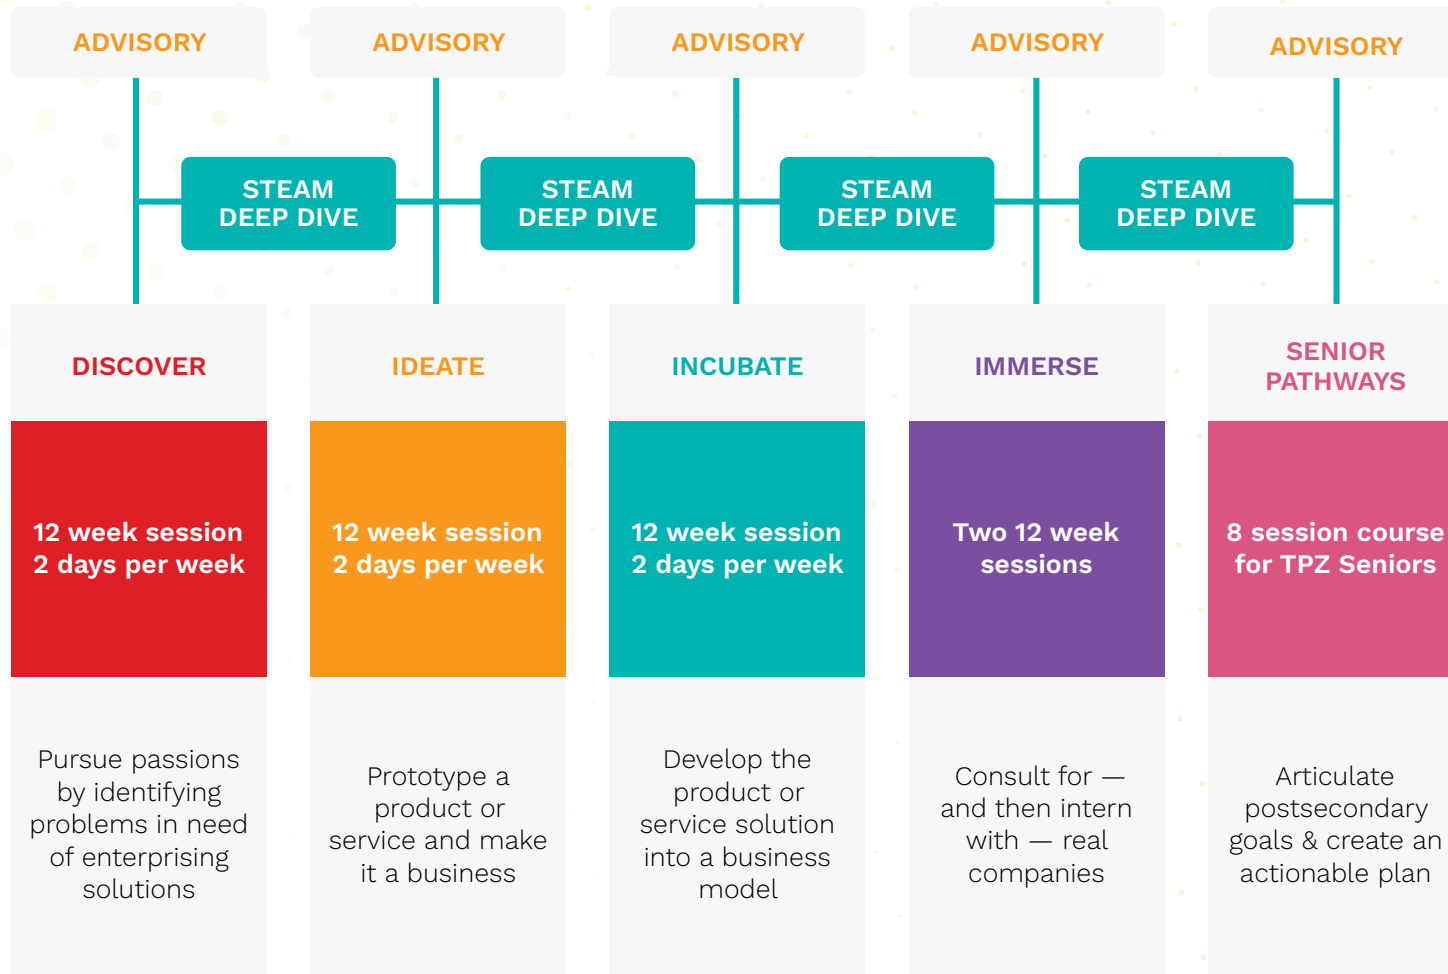 ADVISORY
ADVISORY
ADVISORY
ADVISORY
ADVISORY
STEAM
DEEP DIVE
STEAM
DEEP DIVE
STEAM
DEEP DIVE
STEAM
DEEP DIVE
DISCOVER
12 week session
2 days per week
Pursue passions
by identifying
problems in need
of enterprising
solutions
IDEATE
12 week session
2 days per week
Prototype a
product or
service and make
it a business
INCUBATE
12 week session
2 days per week
Develop the
product or
service solution
into a business
model
IMMERSE
Two 12 week
sessions
Consult for —
and then intern
with — real
companies
SENIOR
PATHWAYS
8 session course
for TPZ Seniors
Articulate
postsecondary
goals & create an
actionable plan